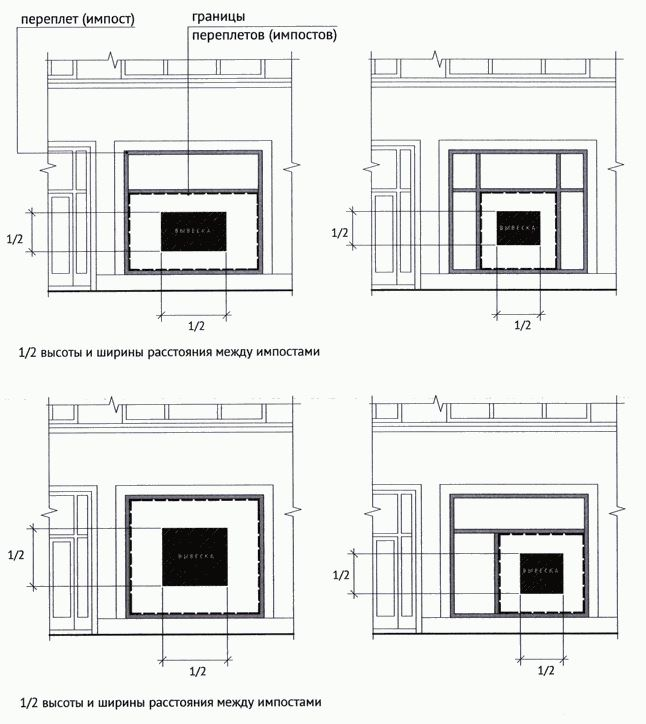 переплет (импост)
границы
переплетов (импостов)
ВЫВЕСКА
1/2
1/2
ВЫВЕСКА
1/2
1/2
1/2 высоты и ширины расстояния между импостами
ВЫВЕСКА
1/2
1/2
ВЫВЕСКА
1/2
1/2
1/2 высоты и ширины расстояния между импостами